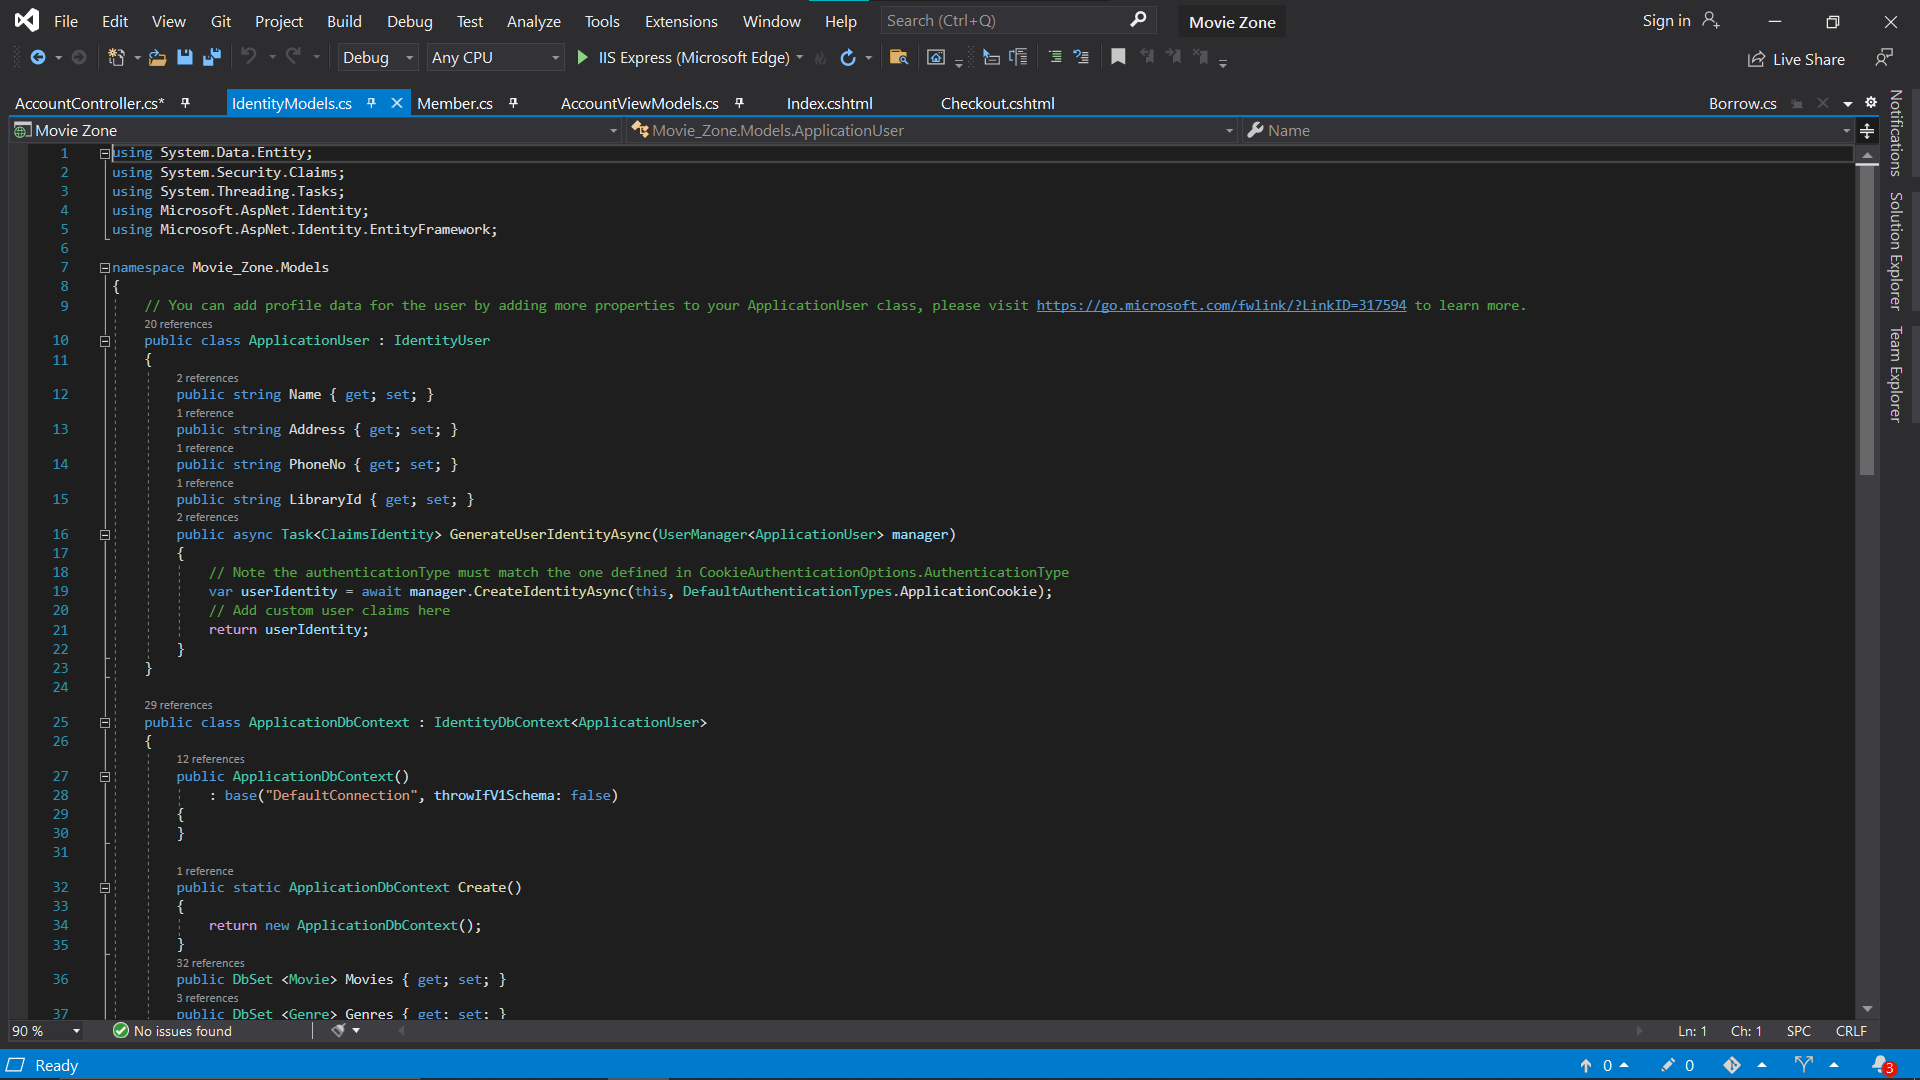 File Edit View Git Project Build Debug Test Analyze Tools Extensions Window Help Search (Ctrl+Q) Movie Zone Sign in
Debug Any CPU IIS Express (Microsoft Edge) Live Share
AccountController.cs* IdentityModels.cs Member.cs AccountViewModels.cs Index.cshtml Checkout.cshtml Borrow.cs
Movie Zone Movie_Zone.Models.ApplicationUser Name
1 using System.Data.Entity;
2 using System.Security.Claims;
3 using System.Threading.Tasks;
4 using Microsoft.AspNet.Identity;
5 using Microsoft.AspNet.Identity.EntityFramework;
6
7 namespace Movie_Zone.Models
8 {
9 // You can add profile data for the user by adding more properties to your ApplicationUser class, please visit https://go.microsoft.com/fwlink/?LinkID=317594 to learn more.
20 references
10 public class ApplicationUser : IdentityUser
11 {
2 references
12 public string Name { get; set; }
1 reference
13 public string Address { get; set; }
1 reference
14 public string PhoneNo { get; set; }
1 reference
15 public string LibraryId { get; set; }
2 references
16 public async Task<ClaimsIdentity> GenerateUserIdentityAsync(UserManager<ApplicationUser> manager)
17 {
18 // Note the authenticationType must match the one defined in CookieAuthenticationOptions.AuthenticationType
19 var userIdentity = await manager.CreateIdentityAsync(this, DefaultAuthenticationTypes.ApplicationCookie);
20 // Add custom user claims here
21 return userIdentity;
22 }
23 }
24
29 references
25 public class ApplicationDbContext : IdentityDbContext<ApplicationUser>
26 {
12 references
27 public ApplicationDbContext()
28 : base("DefaultConnection", throwIfV1Schema: false)
29 {
30 }
31
1 reference
32 public static ApplicationDbContext Create()
33 {
34 return new ApplicationDbContext();
35 }
32 references
36 public DbSet <Movie> Movies { get; set; }
3 references
37 public DbSet <Genre> Genres { get; set; }
Notifications
Solution Explorer
Team Explorer
90 % No issues found Ln: 1 Ch: 1 SPC CRLF
Ready 0 0 3